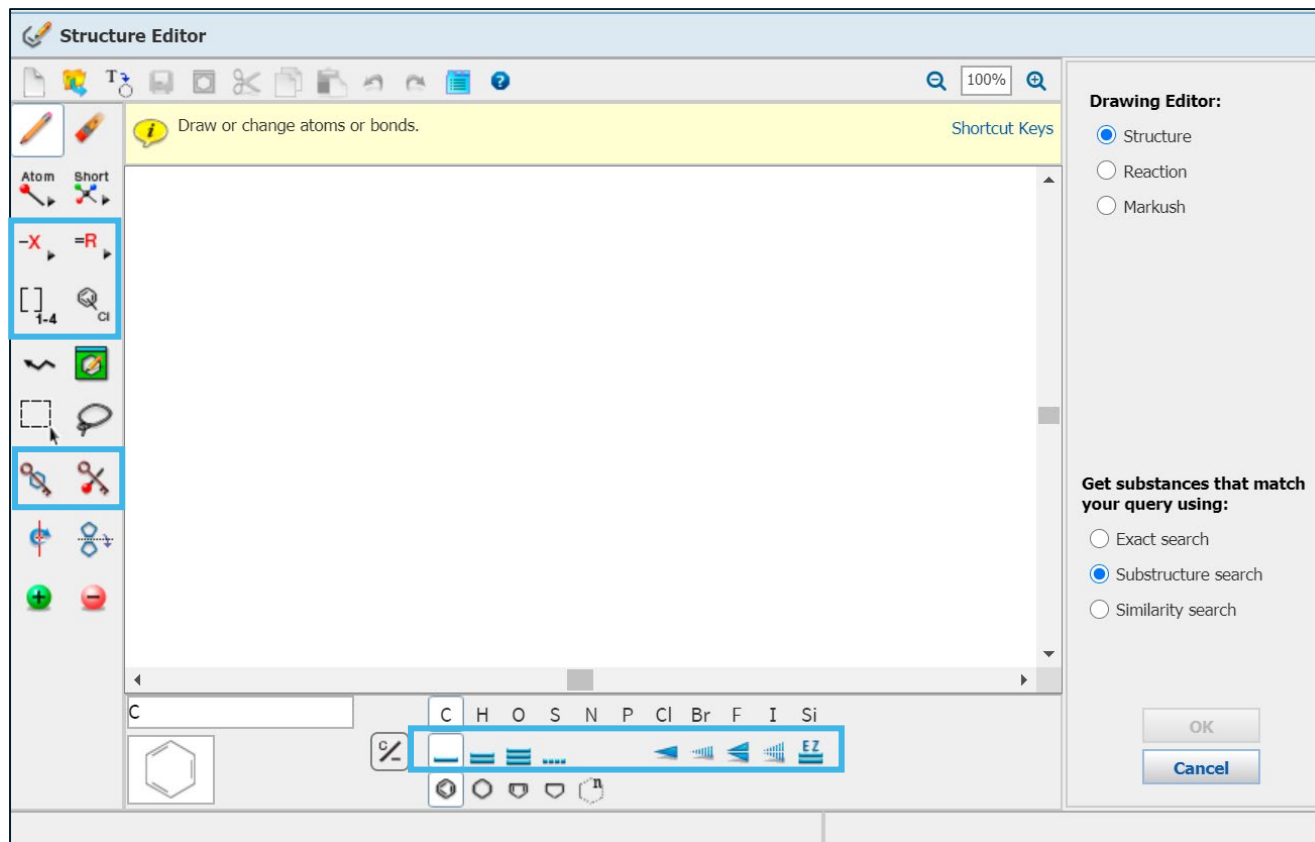 Structure Editor
T
100%
Draw or change atoms or bonds.
Shortcut Keys
Atom
Short
-X
=R
[ ] 1-4
Cl
Drawing Editor:
Structure
Reaction
Markush
Get substances that match
your query using:
Exact search
Substructure search
Similarity search
OK
Cancel
C
C H O S N P Cl Br F I Si
C
EZ
n